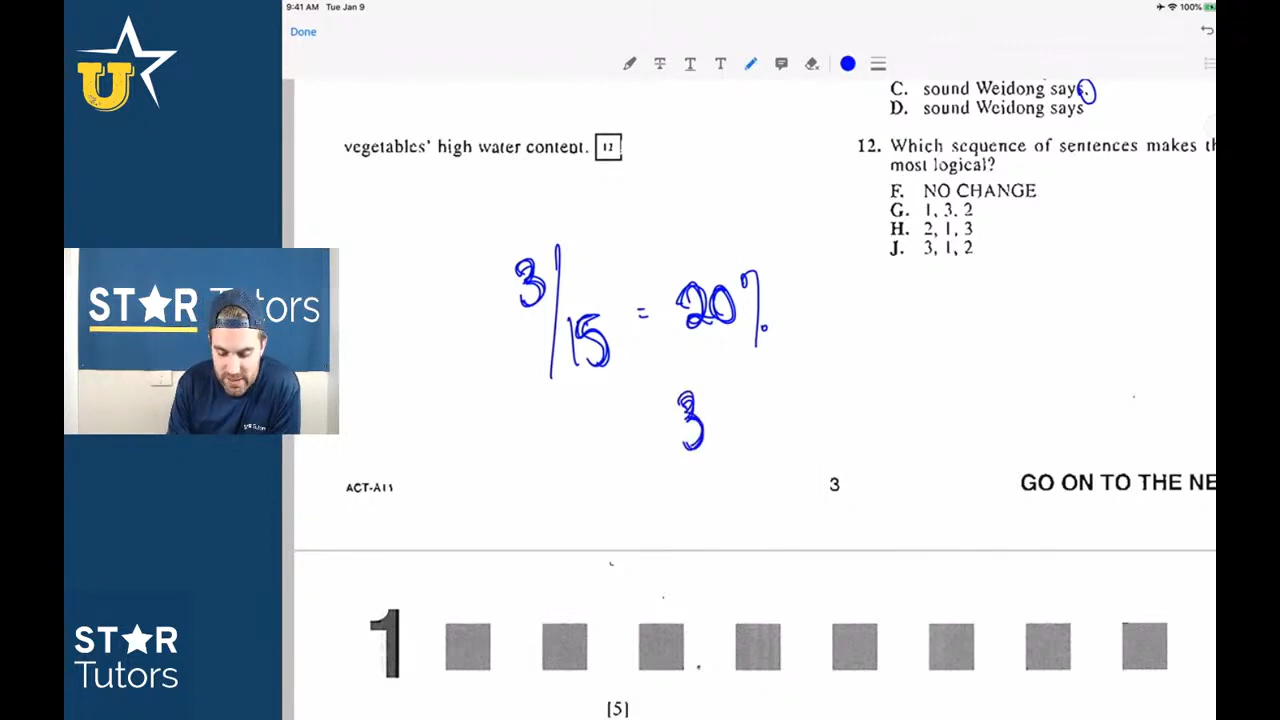 9:41 AM Tue Jan 9
100%
Done
U
C. sound Weidong says.
D. sound Weidong says
vegetables' high water content. 12
12. Which sequence of sentences makes th
most logical?
F. NO CHANGE
G. 1, 3, 2
H. 2, 1, 3
J. 3, 1, 2
STAR Tutors
3/15 = 20%
3
ACT-A11
3
GO ON TO THE NE
1
STAR
Tutors
[5]